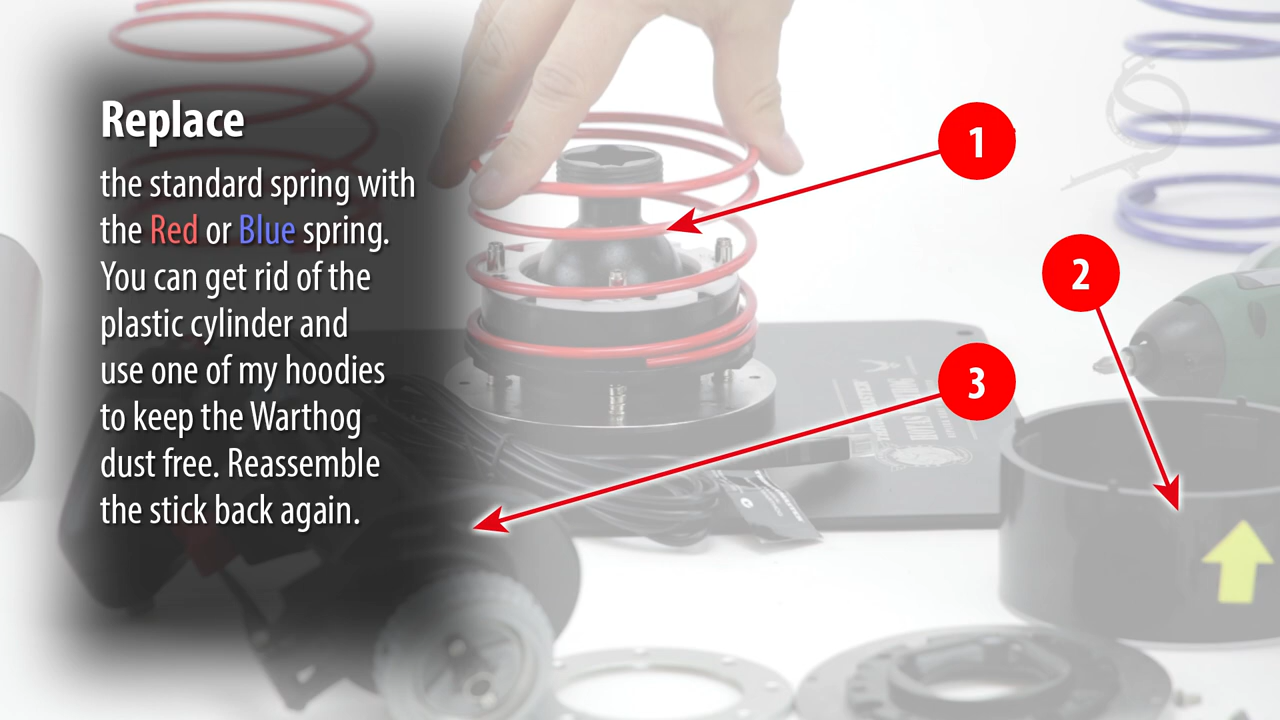 Replace
the standard spring with
the Red or Blue spring.
You can get rid of the
plastic cylinder and
use one of my hoodies
to keep the Warthog
dust free. Reassemble
the stick back again.
1
2
3